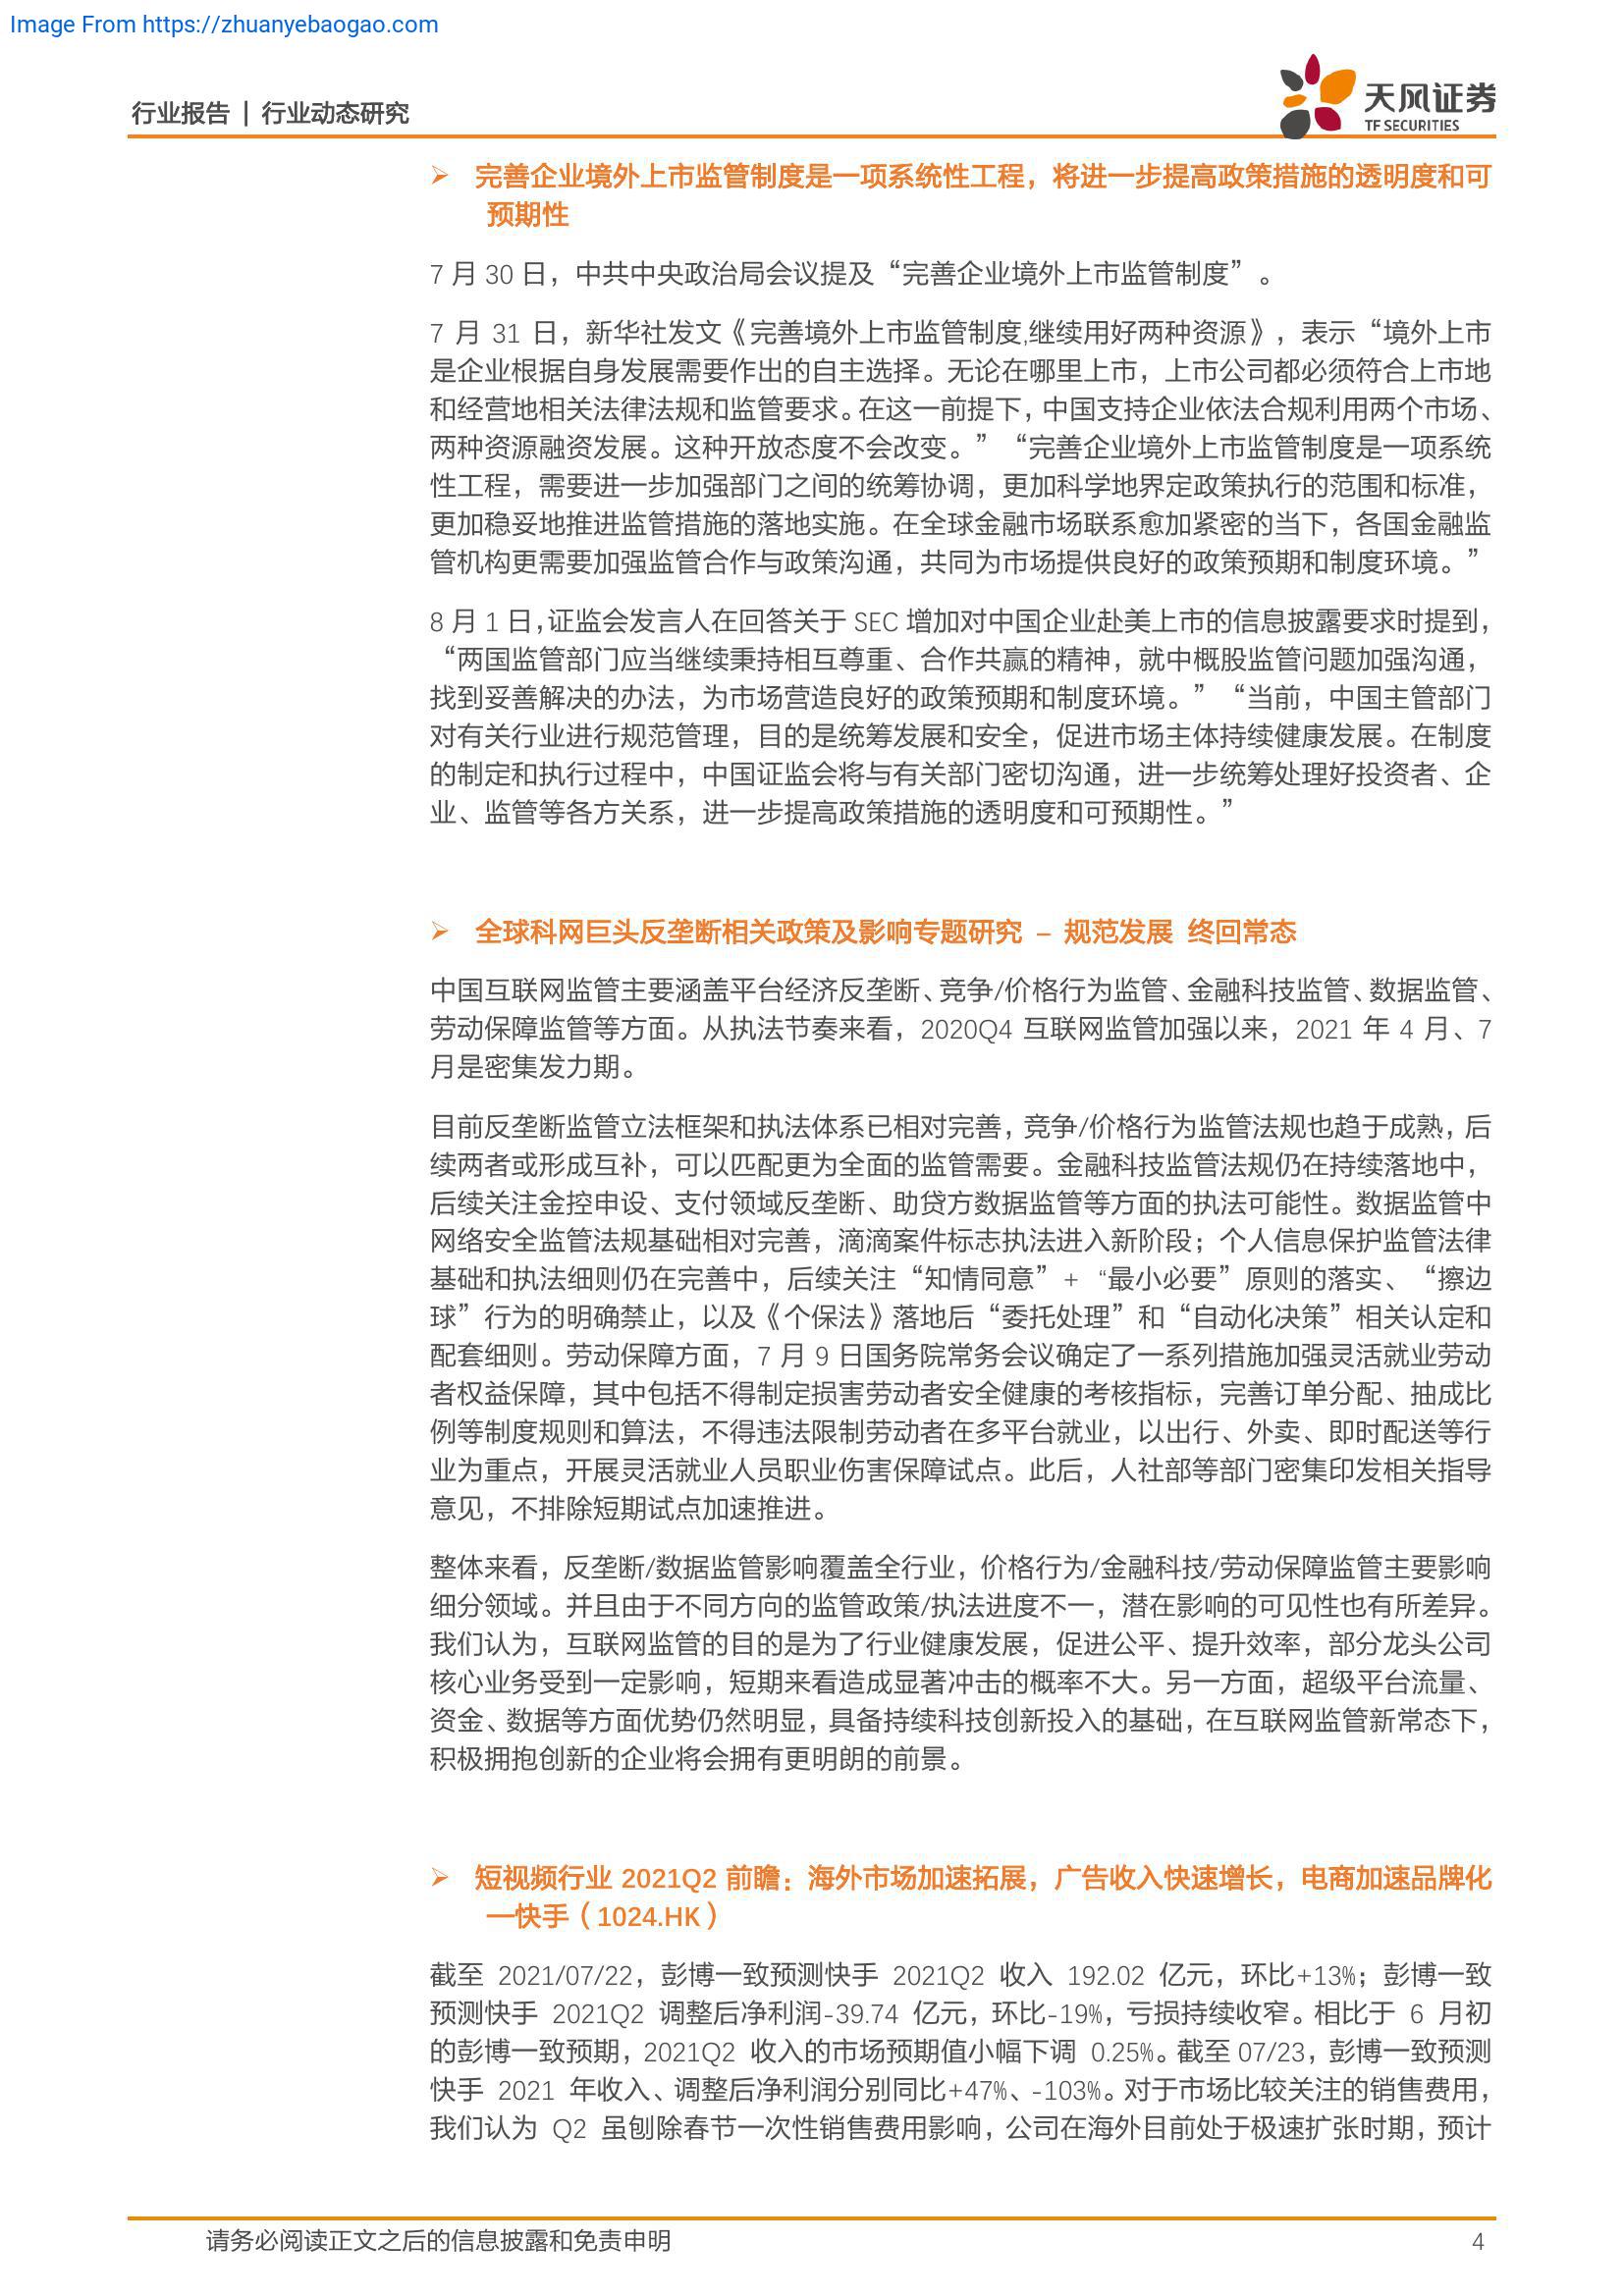 Image From https://zhuanyebaogao.com
行业报告 | 行业动态研究
天风证券
TF SECURITIES
➢ 完善企业境外上市监管制度是一项系统性工程，将进一步提高政策措施的透明度和可
预期性
7 月 30 日，中共中央政治局会议提及“完善企业境外上市监管制度”。
7 月 31 日，新华社发文《完善境外上市监管制度,继续用好两种资源》，表示“境外上市
是企业根据自身发展需要作出的自主选择。无论在哪里上市，上市公司都必须符合上市地
和经营地相关法律法规和监管要求。在这一前提下，中国支持企业依法合规利用两个市场、
两种资源融资发展。这种开放态度不会改变。”“完善企业境外上市监管制度是一项系统
性工程，需要进一步加强部门之间的统筹协调，更加科学地界定政策执行的范围和标准，
更加稳妥地推进监管措施的落地实施。在全球金融市场联系愈加紧密的当下，各国金融监
管机构更需要加强监管合作与政策沟通，共同为市场提供良好的政策预期和制度环境。”
8 月 1 日，证监会发言人在回答关于 SEC 增加对中国企业赴美上市的信息披露要求时提到，
“两国监管部门应当继续秉持相互尊重、合作共赢的精神，就中概股监管问题加强沟通，
找到妥善解决的办法，为市场营造良好的政策预期和制度环境。”“当前，中国主管部门
对有关行业进行规范管理，目的是统筹发展和安全，促进市场主体持续健康发展。在制度
的制定和执行过程中，中国证监会将与有关部门密切沟通，进一步统筹处理好投资者、企
业、监管等各方关系，进一步提高政策措施的透明度和可预期性。”
➢ 全球科网巨头反垄断相关政策及影响专题研究 – 规范发展 终回常态
中国互联网监管主要涵盖平台经济反垄断、竞争/价格行为监管、金融科技监管、数据监管、
劳动保障监管等方面。从执法节奏来看，2020Q4 互联网监管加强以来，2021 年 4 月、7
月是密集发力期。
目前反垄断监管立法框架和执法体系已相对完善，竞争/价格行为监管法规也趋于成熟，后
续两者或形成互补，可以匹配更为全面的监管需要。金融科技监管法规仍在持续落地中，
后续关注金控申设、支付领域反垄断、助贷方数据监管等方面的执法可能性。数据监管中
网络安全监管法规基础相对完善，滴滴案件标志执法进入新阶段；个人信息保护监管法律
基础和执法细则仍在完善中，后续关注“知情同意”+ “最小必要”原则的落实、“擦边
球”行为的明确禁止，以及《个保法》落地后“委托处理”和“自动化决策”相关认定和
配套细则。劳动保障方面，7 月 9 日国务院常务会议确定了一系列措施加强灵活就业劳动
者权益保障，其中包括不得制定损害劳动者安全健康的考核指标，完善订单分配、抽成比
例等制度规则和算法，不得违法限制劳动者在多平台就业，以出行、外卖、即时配送等行
业为重点，开展灵活就业人员职业伤害保障试点。此后，人社部等部门密集印发相关指导
意见，不排除短期试点加速推进。
整体来看，反垄断/数据监管影响覆盖全行业，价格行为/金融科技/劳动保障监管主要影响
细分领域。并且由于不同方向的监管政策/执法进度不一，潜在影响的可见性也有所差异。
我们认为，互联网监管的目的是为了行业健康发展，促进公平、提升效率，部分龙头公司
核心业务受到一定影响，短期来看造成显著冲击的概率不大。另一方面，超级平台流量、
资金、数据等方面优势仍然明显，具备持续科技创新投入的基础，在互联网监管新常态下，
积极拥抱创新的企业将会拥有更明朗的前景。
➢ 短视频行业 2021Q2 前瞻：海外市场加速拓展，广告收入快速增长，电商加速品牌化
—快手（1024.HK）
截至 2021/07/22，彭博一致预测快手 2021Q2 收入 192.02 亿元，环比+13%；彭博一致
预测快手 2021Q2 调整后净利润-39.74 亿元，环比-19%，亏损持续收窄。相比于 6 月初
的彭博一致预期，2021Q2 收入的市场预期值小幅下调 0.25%。截至 07/23，彭博一致预测
快手 2021 年收入、调整后净利润分别同比+47%、-103%。对于市场比较关注的销售费用，
我们认为 Q2 虽刨除春节一次性销售费用影响，公司在海外目前处于极速扩张时期，预计
请务必阅读正文之后的信息披露和免责申明
4